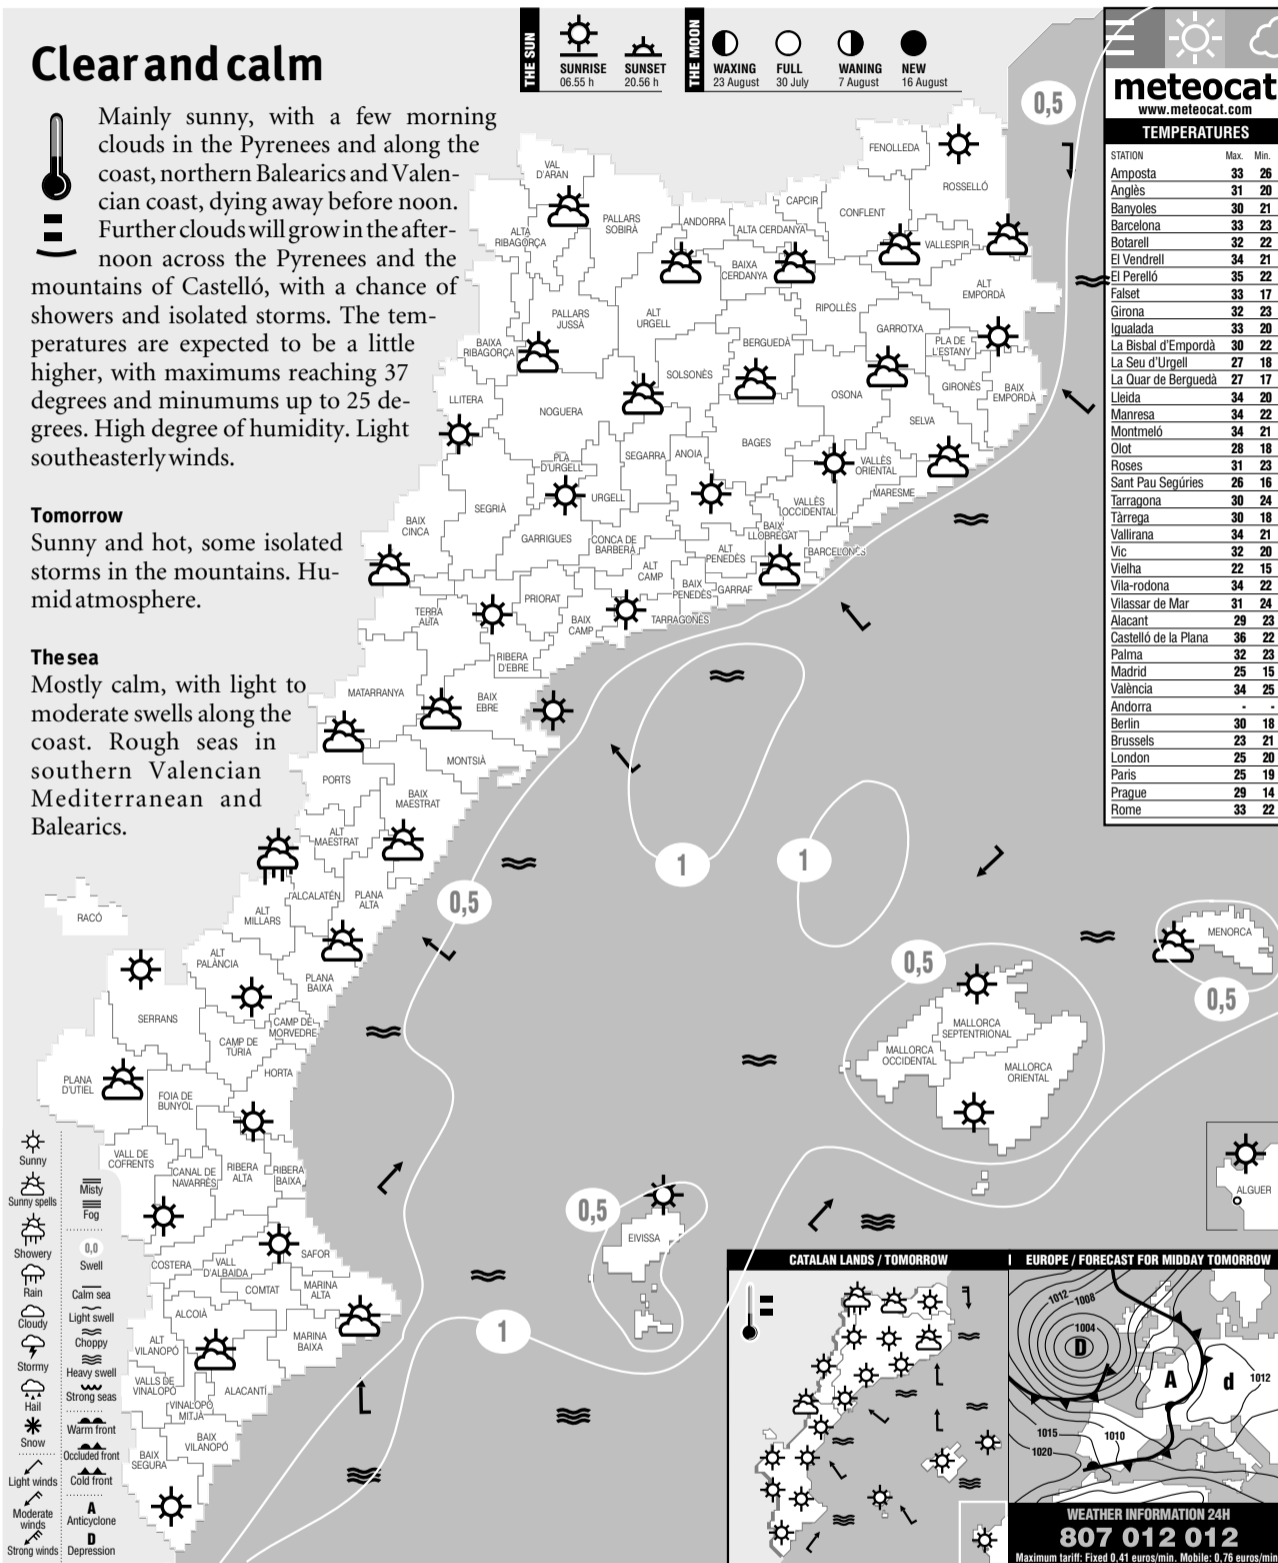 Clear and calm
Mainly sunny, with a few morning
clouds in the Pyrenees and along the
coast, northern Balearics and Valen-
cian coast, dying away before noon.
Further clouds will grow in the after-
noon across the Pyrenees and the
mountains of Castelló, with a chance of
showers and isolated storms. The tem-
peratures are expected to be a little
higher, with maximums reaching 37
degrees and minumums up to 25 de-
grees. High degree of humidity. Light
southeasterly winds.
Tomorrow
Sunny and hot, some isolated
storms in the mountains. Hu-
mid atmosphere.
The sea
Mostly calm, with light to
moderate swells along the
coast. Rough seas in
southern Valencian
Mediterranean and
Balearics.
THE SUN
SUNRISE
06.55 h
SUNSET
20.56 h
THE MOON
WAXING
23 August
FULL
30 July
WANING
7 August
NEW
16 August
meteocat
www.meteocat.com
TEMPERATURES
STATION Max. Min.
Amposta 33 26
Anglès 31 20
Banyoles 30 21
Barcelona 33 23
Botarell 32 22
El Vendrell 34 21
El Perelló 35 22
Falset 33 17
Girona 32 23
Igualada 33 20
La Bisbal d'Empordà 30 22
La Seu d'Urgell 27 18
La Quar de Berguedà 27 17
Lleida 34 20
Manresa 34 22
Montmeló 34 21
Olot 28 18
Roses 31 23
Sant Pau Segúries 26 16
Tarragona 30 24
Tàrrega 30 18
Vallirana 34 21
Vic 32 20
Vielha 22 15
Vila-rodona 34 22
Vilassar de Mar 31 24
Alacant 29 23
Castelló de la Plana 36 22
Palma 32 23
Madrid 25 15
València 34 25
Andorra - -
Berlin 30 18
Brussels 23 21
London 25 20
Paris 25 19
Prague 29 14
Rome 33 22
0,5
FENOLLEDA
ROSSELLÓ
VAL
D'ARAN
PALLARS
SOBIRÀ
ANDORRA
CAPCIR
ALTA CERDANYA
CONFLENT
VALLESPIR
ALTA
RIBAGORÇA
BAIXA
CERDANYA
ALT
EMPORDÀ
PALLARS
JUSSÀ
ALT
URGELL
RIPOLLÈS
GARROTXA
PLA DE
L'ESTANY
BAIXA
RIBAGORÇA
BERGUEDÀ
SOLSONÈS
OSONA
GIRONÈS
BAIX
EMPORDÀ
LLITERA
NOGUERA
SELVA
BAGES
SEGARRA
ANOIA
PLA
D'URGELL
VALLÈS
ORIENTAL
MARESME
URGELL
SEGRIÀ
VALLÈS
OCCIDENTAL
BAIX
CINCA
GARRIGUES
CONCA DE
BARBERÀ
BAIX
LLOBREGAT
BARCELONÈS
ALT
PENEDÈS
ALT
CAMP
BAIX
PENEDÈS
GARRAF
PRIORAT
TERRA
ALTA
BAIX
CAMP
TARRAGONÈS
RIBERA
D'EBRE
MATARRANYA
BAIX
EBRE
MONTSIÀ
PORTS
BAIX
MAESTRAT
ALT
MAESTRAT
1
1
ALCALATÉN
PLANA
ALTA
0,5
RACÓ
ALT
MILLARS
ALT
PALÀNCIA
PLANA
BAIXA
0,5
MENORCA
0,5
SERRANS
CAMP DE
MORVEDRE
CAMP DE
TÚRIA
MALLORCA
SEPTENTRIONAL
MALLORCA
OCCIDENTAL
MALLORCA
ORIENTAL
HORTA
PLANA
D'UTIEL
FOIA DE
BUNYOL
VALL DE
COFRENTS
CANAL DE
NAVARRÉS
RIBERA
ALTA
RIBERA
BAIXA
ALGUER
0,5
EIVISSA
SAFOR
COSTERA
VALL
D'ALBAIDA
COMTAT
MARINA
ALTA
ALCOIÀ
1
MARINA
BAIXA
ALT
VILANOPÓ
VALLS DE
VINALOPÓ
ALACANTÍ
VINALOPÓ
MITJÀ
BAIX
VILANOPÓ
BAIX
SEGURA
Sunny
Sunny spells
Showery
Rain
Cloudy
Stormy
Hail
Snow
Light winds
Moderate
winds
Strong winds
Misty
Fog
0,0
Swell
Calm sea
Light swell
Choppy
Heavy swell
Strong seas
Warm front
Occluded front
Cold front
A
Anticyclone
D
Depression
CATALAN LANDS / TOMORROW
EUROPE / FORECAST FOR MIDDAY TOMORROW
1012
1008
1004
D
A
d
1012
1015
1010
1020
WEATHER INFORMATION 24H
807 012 012
Maximum tariff: Fixed 0,41 euros/min. Mobile: 0,76 euros/min